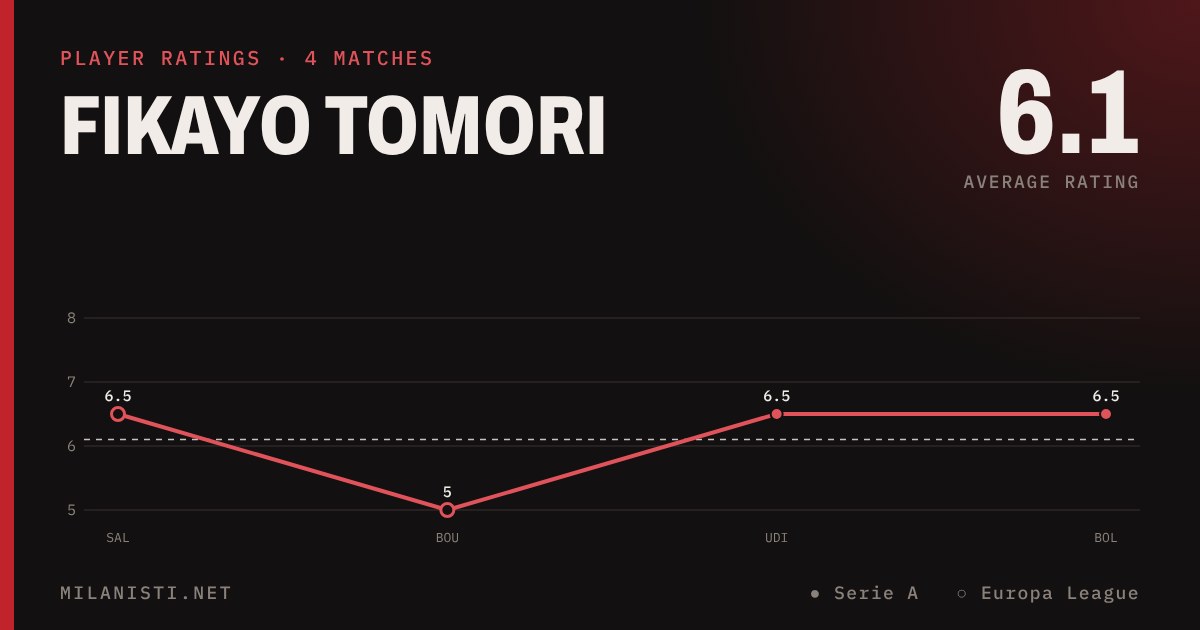 PLAYER RATINGS · 4 MATCHES
FIKAYO TOMORI
6.1
AVERAGE RATING
8
7
6
5
6.5
5
6.5
6.5
SAL
BOU
UDI
BOL
MILANISTI.NET
Serie A
Europa League